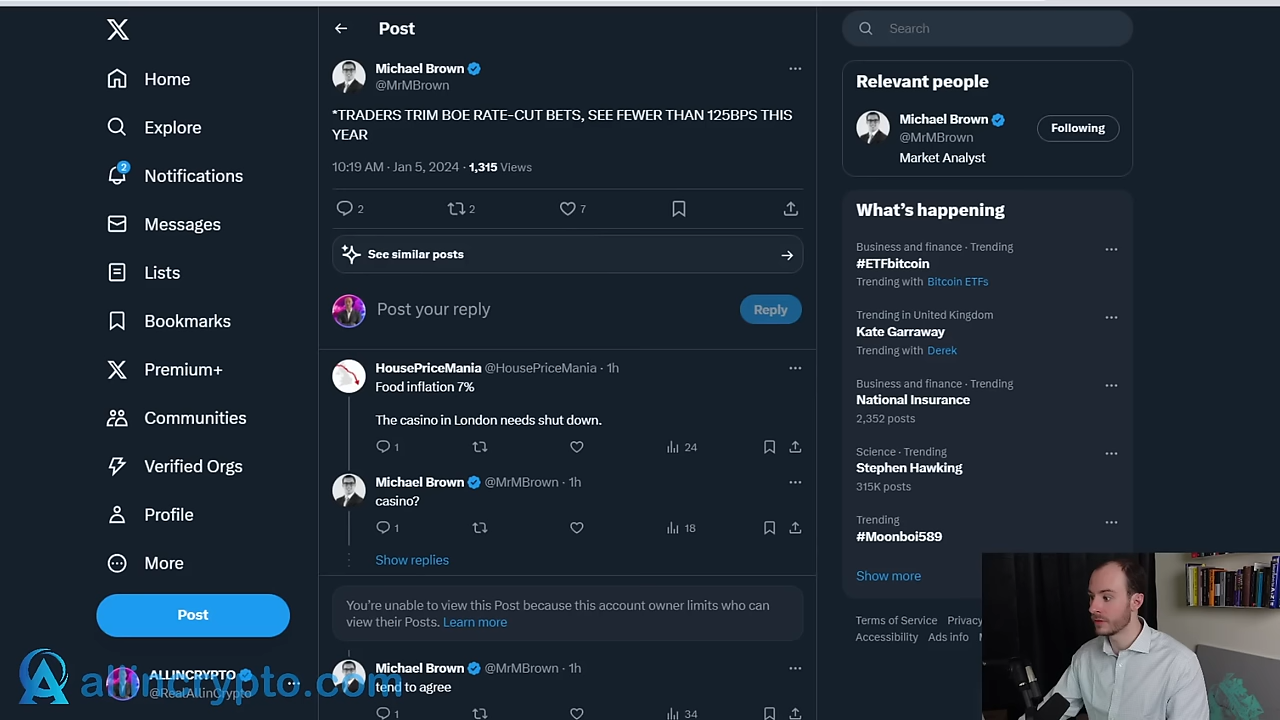 Home
Explore
2
Notifications
Messages
Lists
Bookmarks
Premium+
Communities
Verified Orgs
Profile
More
Post
ALLINCRYPTO
@RealAllinCrypto
allincrypto.com
Post
Michael Brown
@MrMBrown
*TRADERS TRIM BOE RATE-CUT BETS, SEE FEWER THAN 125BPS THIS
YEAR
10:19 AM · Jan 5, 2024 · 1,315 Views
2 2 7
See similar posts
Post your reply
Reply
HousePriceMania @HousePriceMania · 1h
Food inflation 7%
The casino in London needs shut down.
1 24
Michael Brown @MrMBrown · 1h
casino?
1 18
Show replies
You're unable to view this Post because this account owner limits who can
view their Posts. Learn more
Michael Brown @MrMBrown · 1h
tend to agree
1 34
Search
Relevant people
Michael Brown
@MrMBrown
Following
Market Analyst
What's happening
Business and finance · Trending
#ETFbitcoin
Trending with Bitcoin ETFs
Trending in United Kingdom
Kate Garraway
Trending with Derek
Business and finance · Trending
National Insurance
2,352 posts
Science · Trending
Stephen Hawking
315K posts
Trending
#Moonboi589
Show more
Terms of Service Privacy
Accessibility Ads info